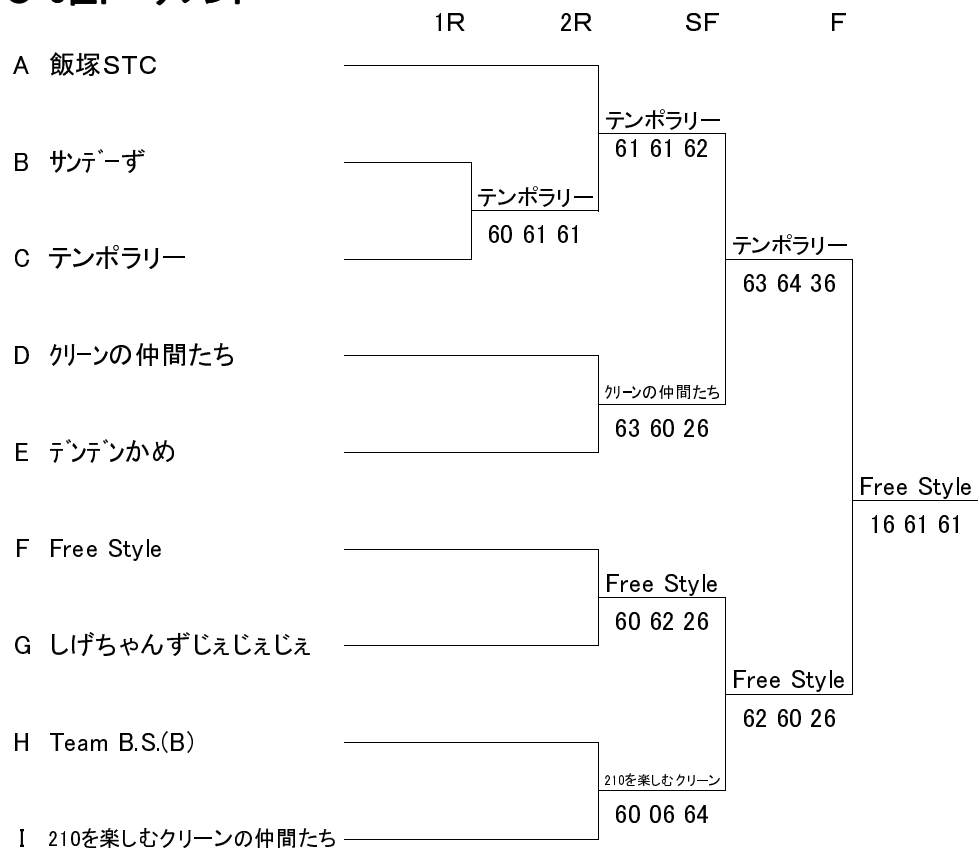 1R 2R SF F
A 飯塚STC
テンポラリー
61 61 62
B サンデーず
テンポラリー
60 61 61
C テンポラリー
テンポラリー
63 64 36
D クリーンの仲間たち
クリーンの仲間たち
63 60 26
E デンデンかめ
Free Style
16 61 61
F Free Style
Free Style
60 62 26
G しげちゃんずじぇじぇじぇ
Free Style
62 60 26
H Team B.S.(B)
210を楽しむクリーン
60 06 64
I 210を楽しむクリーンの仲間たち